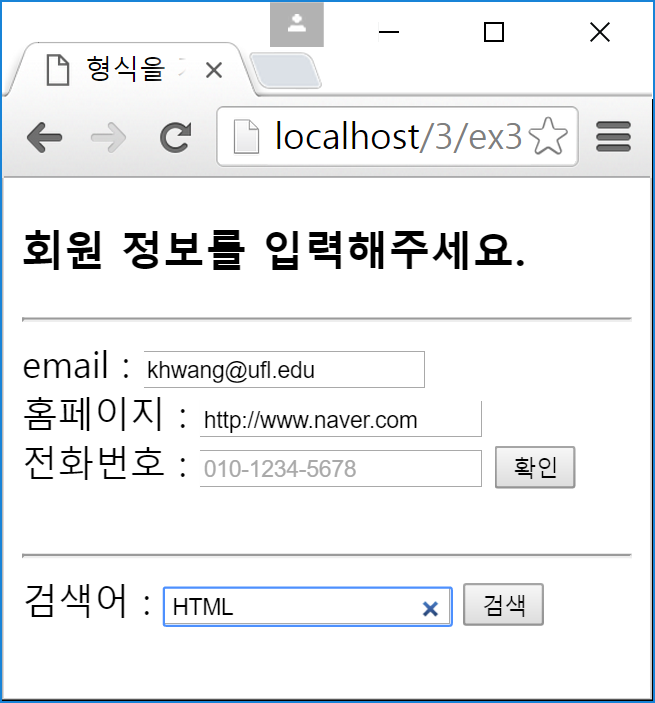 형식을
localhost/3/ex3
회원 정보를 입력해주세요.
email : khwang@ufl.edu
홈페이지 : http://www.naver.com
전화번호 : 010-1234-5678 확인
검색어 : HTML 검색